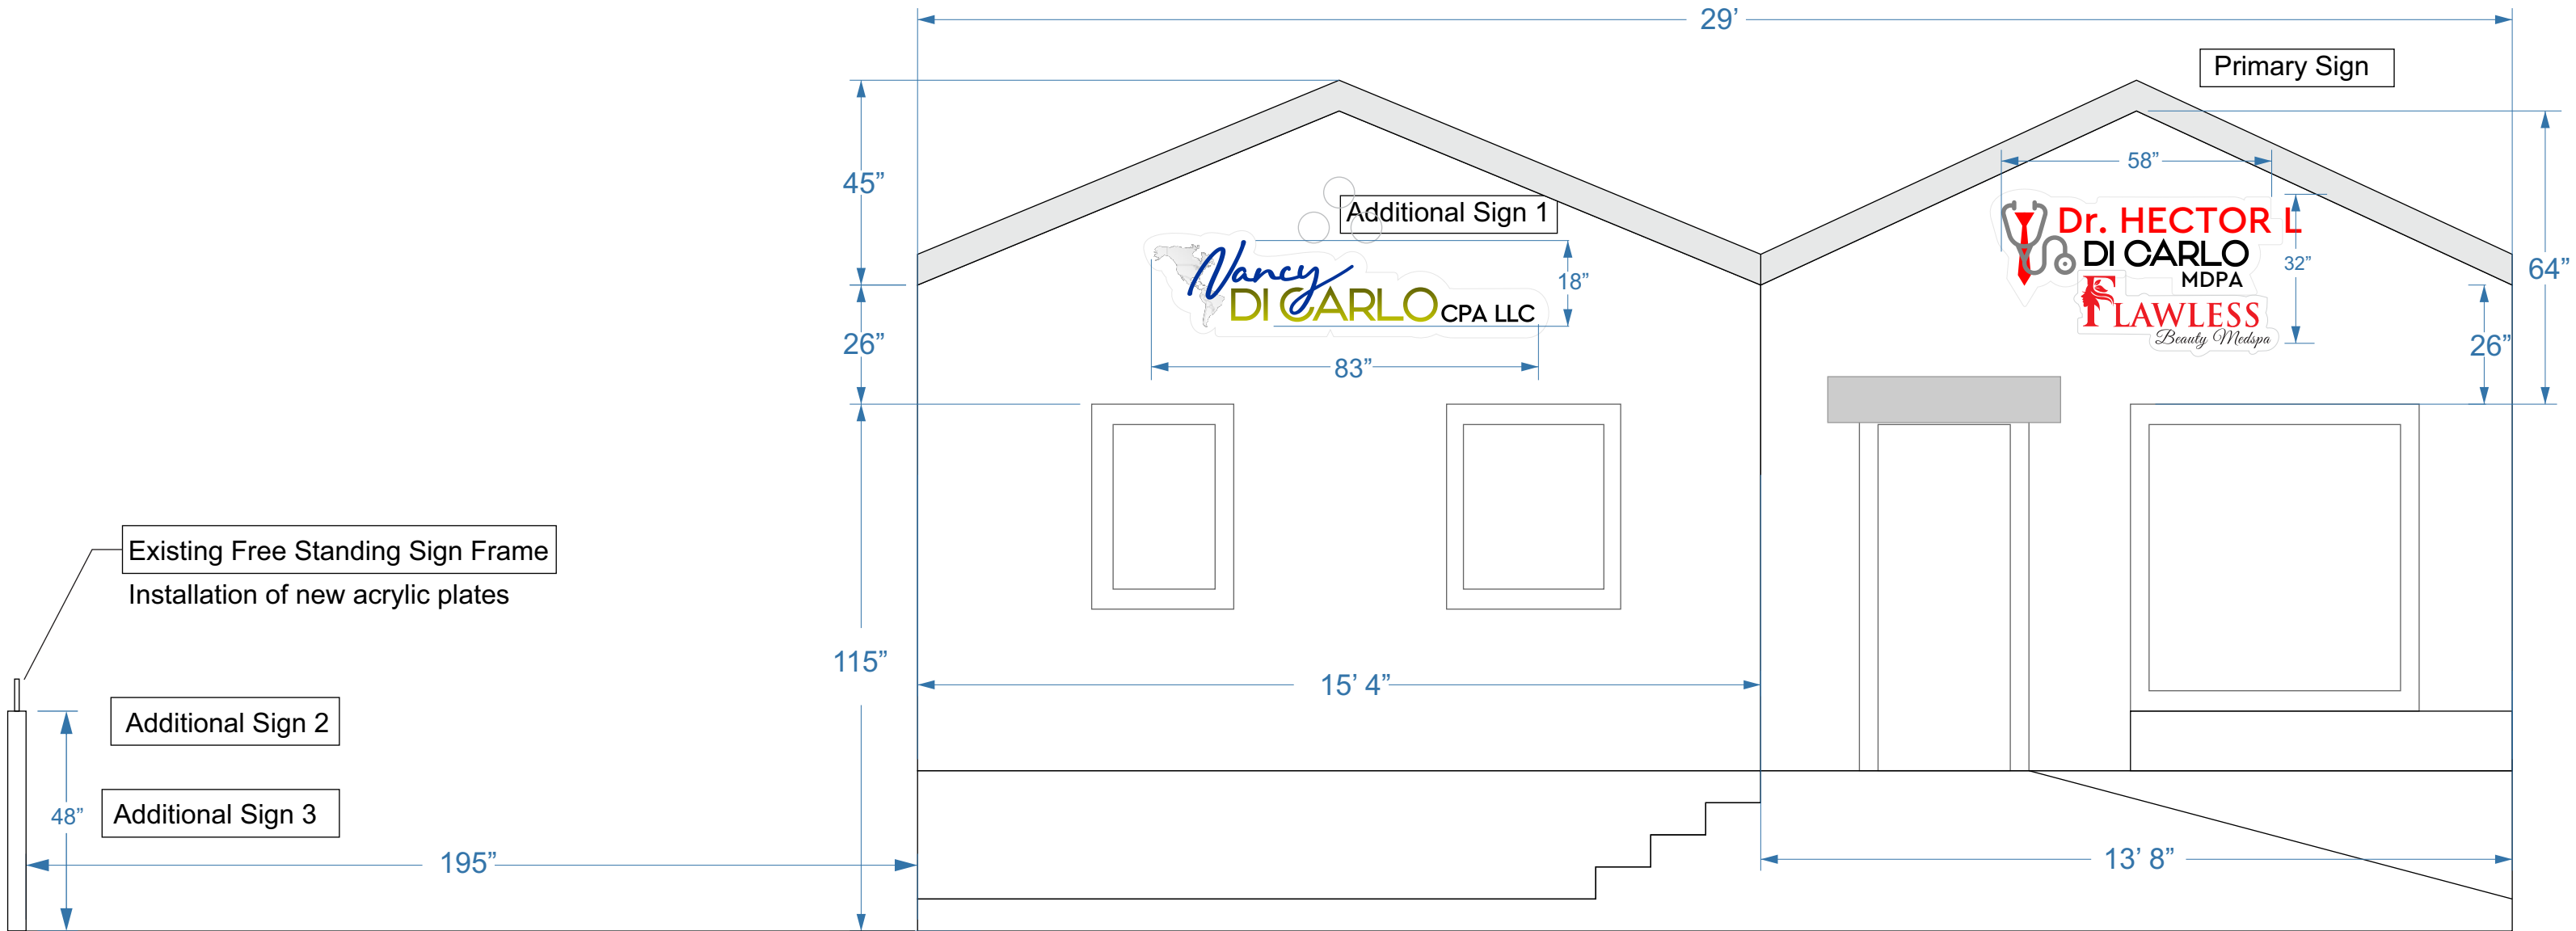 29’
Primary Sign
58”
45”
Additional Sign 1
Dr. HECTOR L
DI CARLO
MDPA
32”
64”
Nancy
DI CARLO CPA LLC
18”
FLAWLESS
Beauty Medspa
26”
26”
83”
Existing Free Standing Sign Frame
Installation of new acrylic plates
115”
15’ 4”
Additional Sign 2
Additional Sign 3
48”
195”
13’ 8”